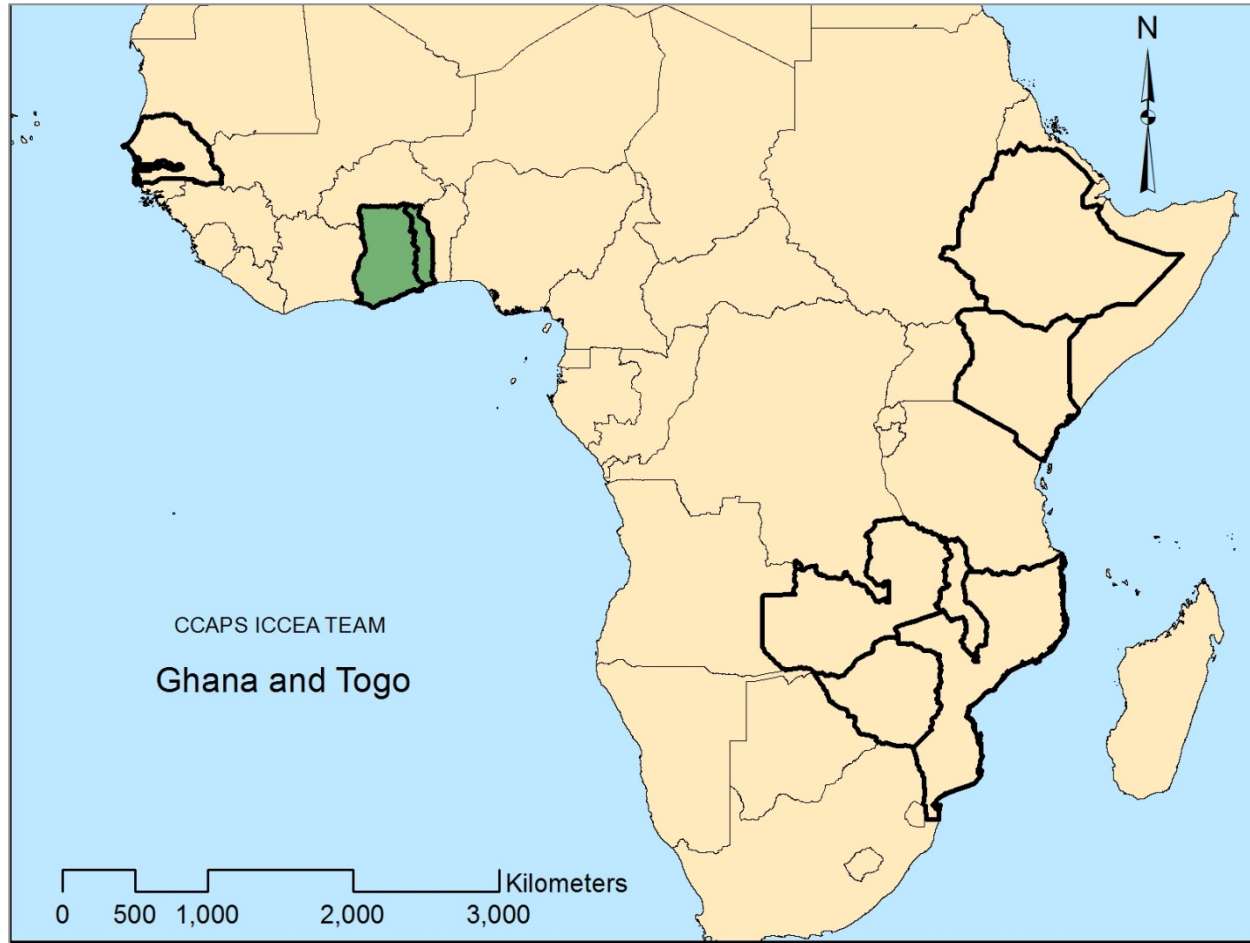 N
CCAPS ICCEA TEAM
Ghana and Togo
Kilometers
0 500 1,000 2,000 3,000